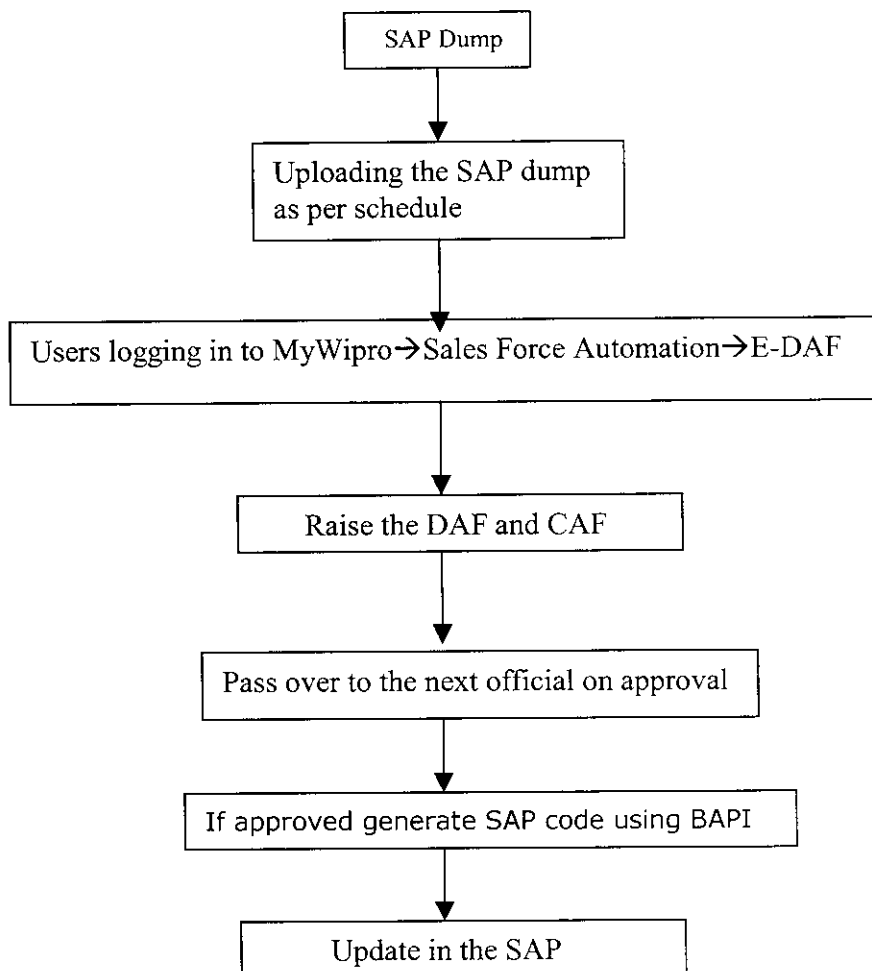 SAP Dump
Uploading the SAP dump
as per schedule
Users logging in to MyWipro→Sales Force Automation→E-DAF
Raise the DAF and CAF
Pass over to the next official on approval
If approved generate SAP code using BAPI
Update in the SAP